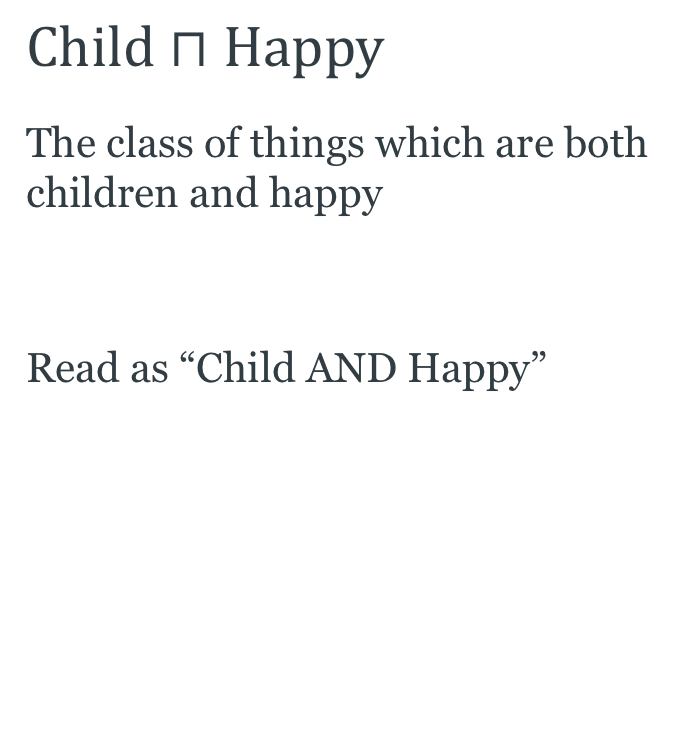 Child ⊓ Happy
The class of things which are both
children and happy
Read as “Child AND Happy”